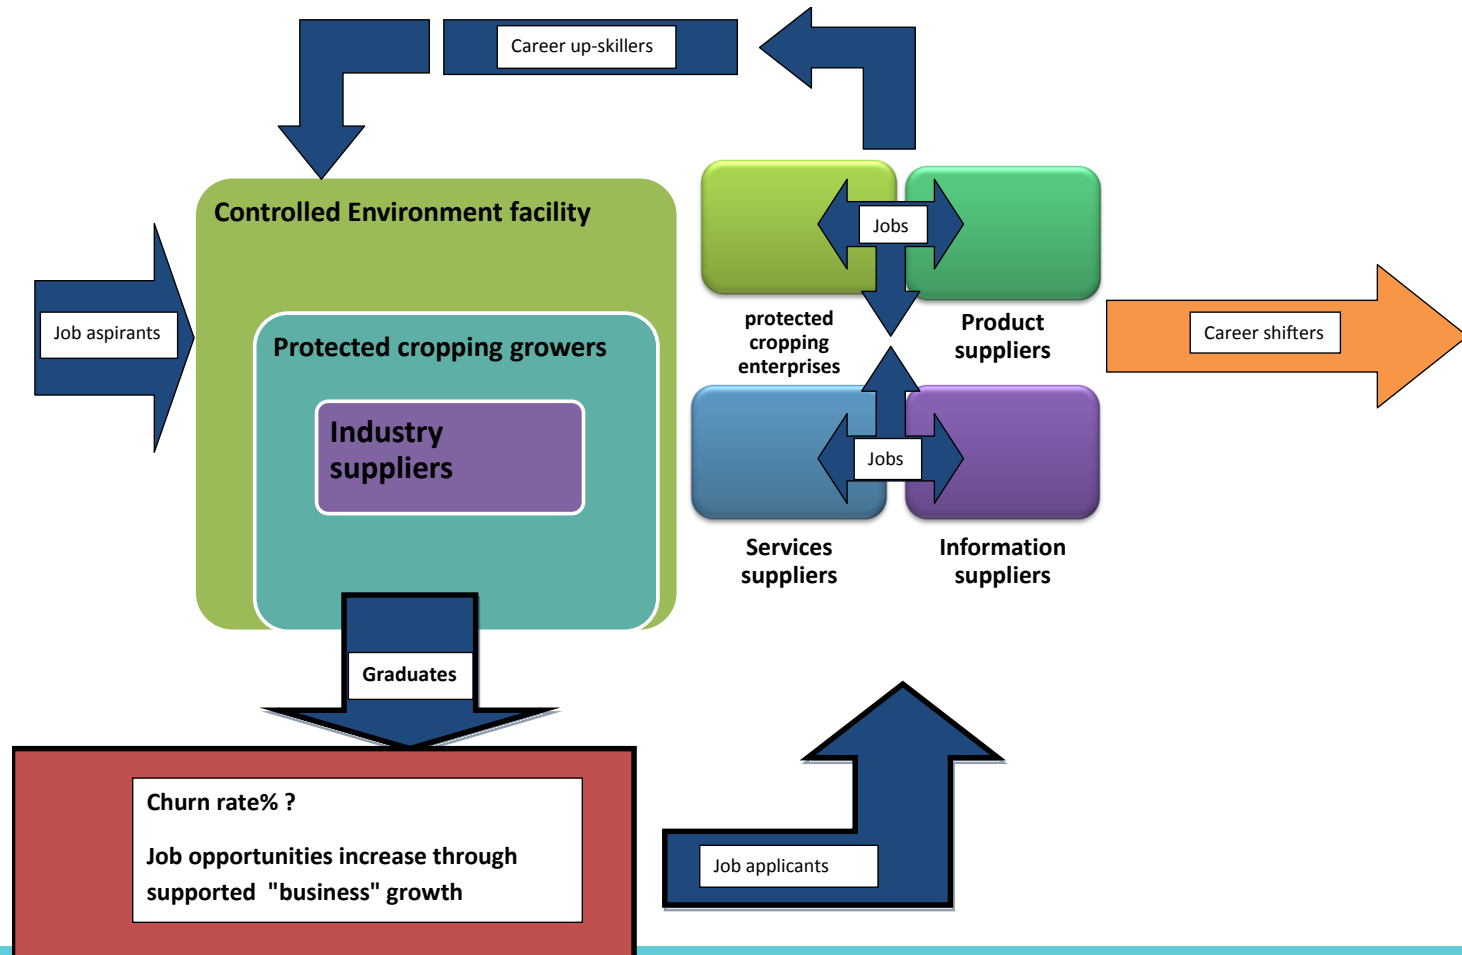 Career up-skillers
Controlled Environment facility
Jobs
Job aspirants
protected
cropping
enterprises
Product
suppliers
Career shifters
Protected cropping growers
Industry
suppliers
Jobs
Services
suppliers
Information
suppliers
Graduates
Churn rate% ?
Job opportunities increase through
supported  "business" growth
Job applicants